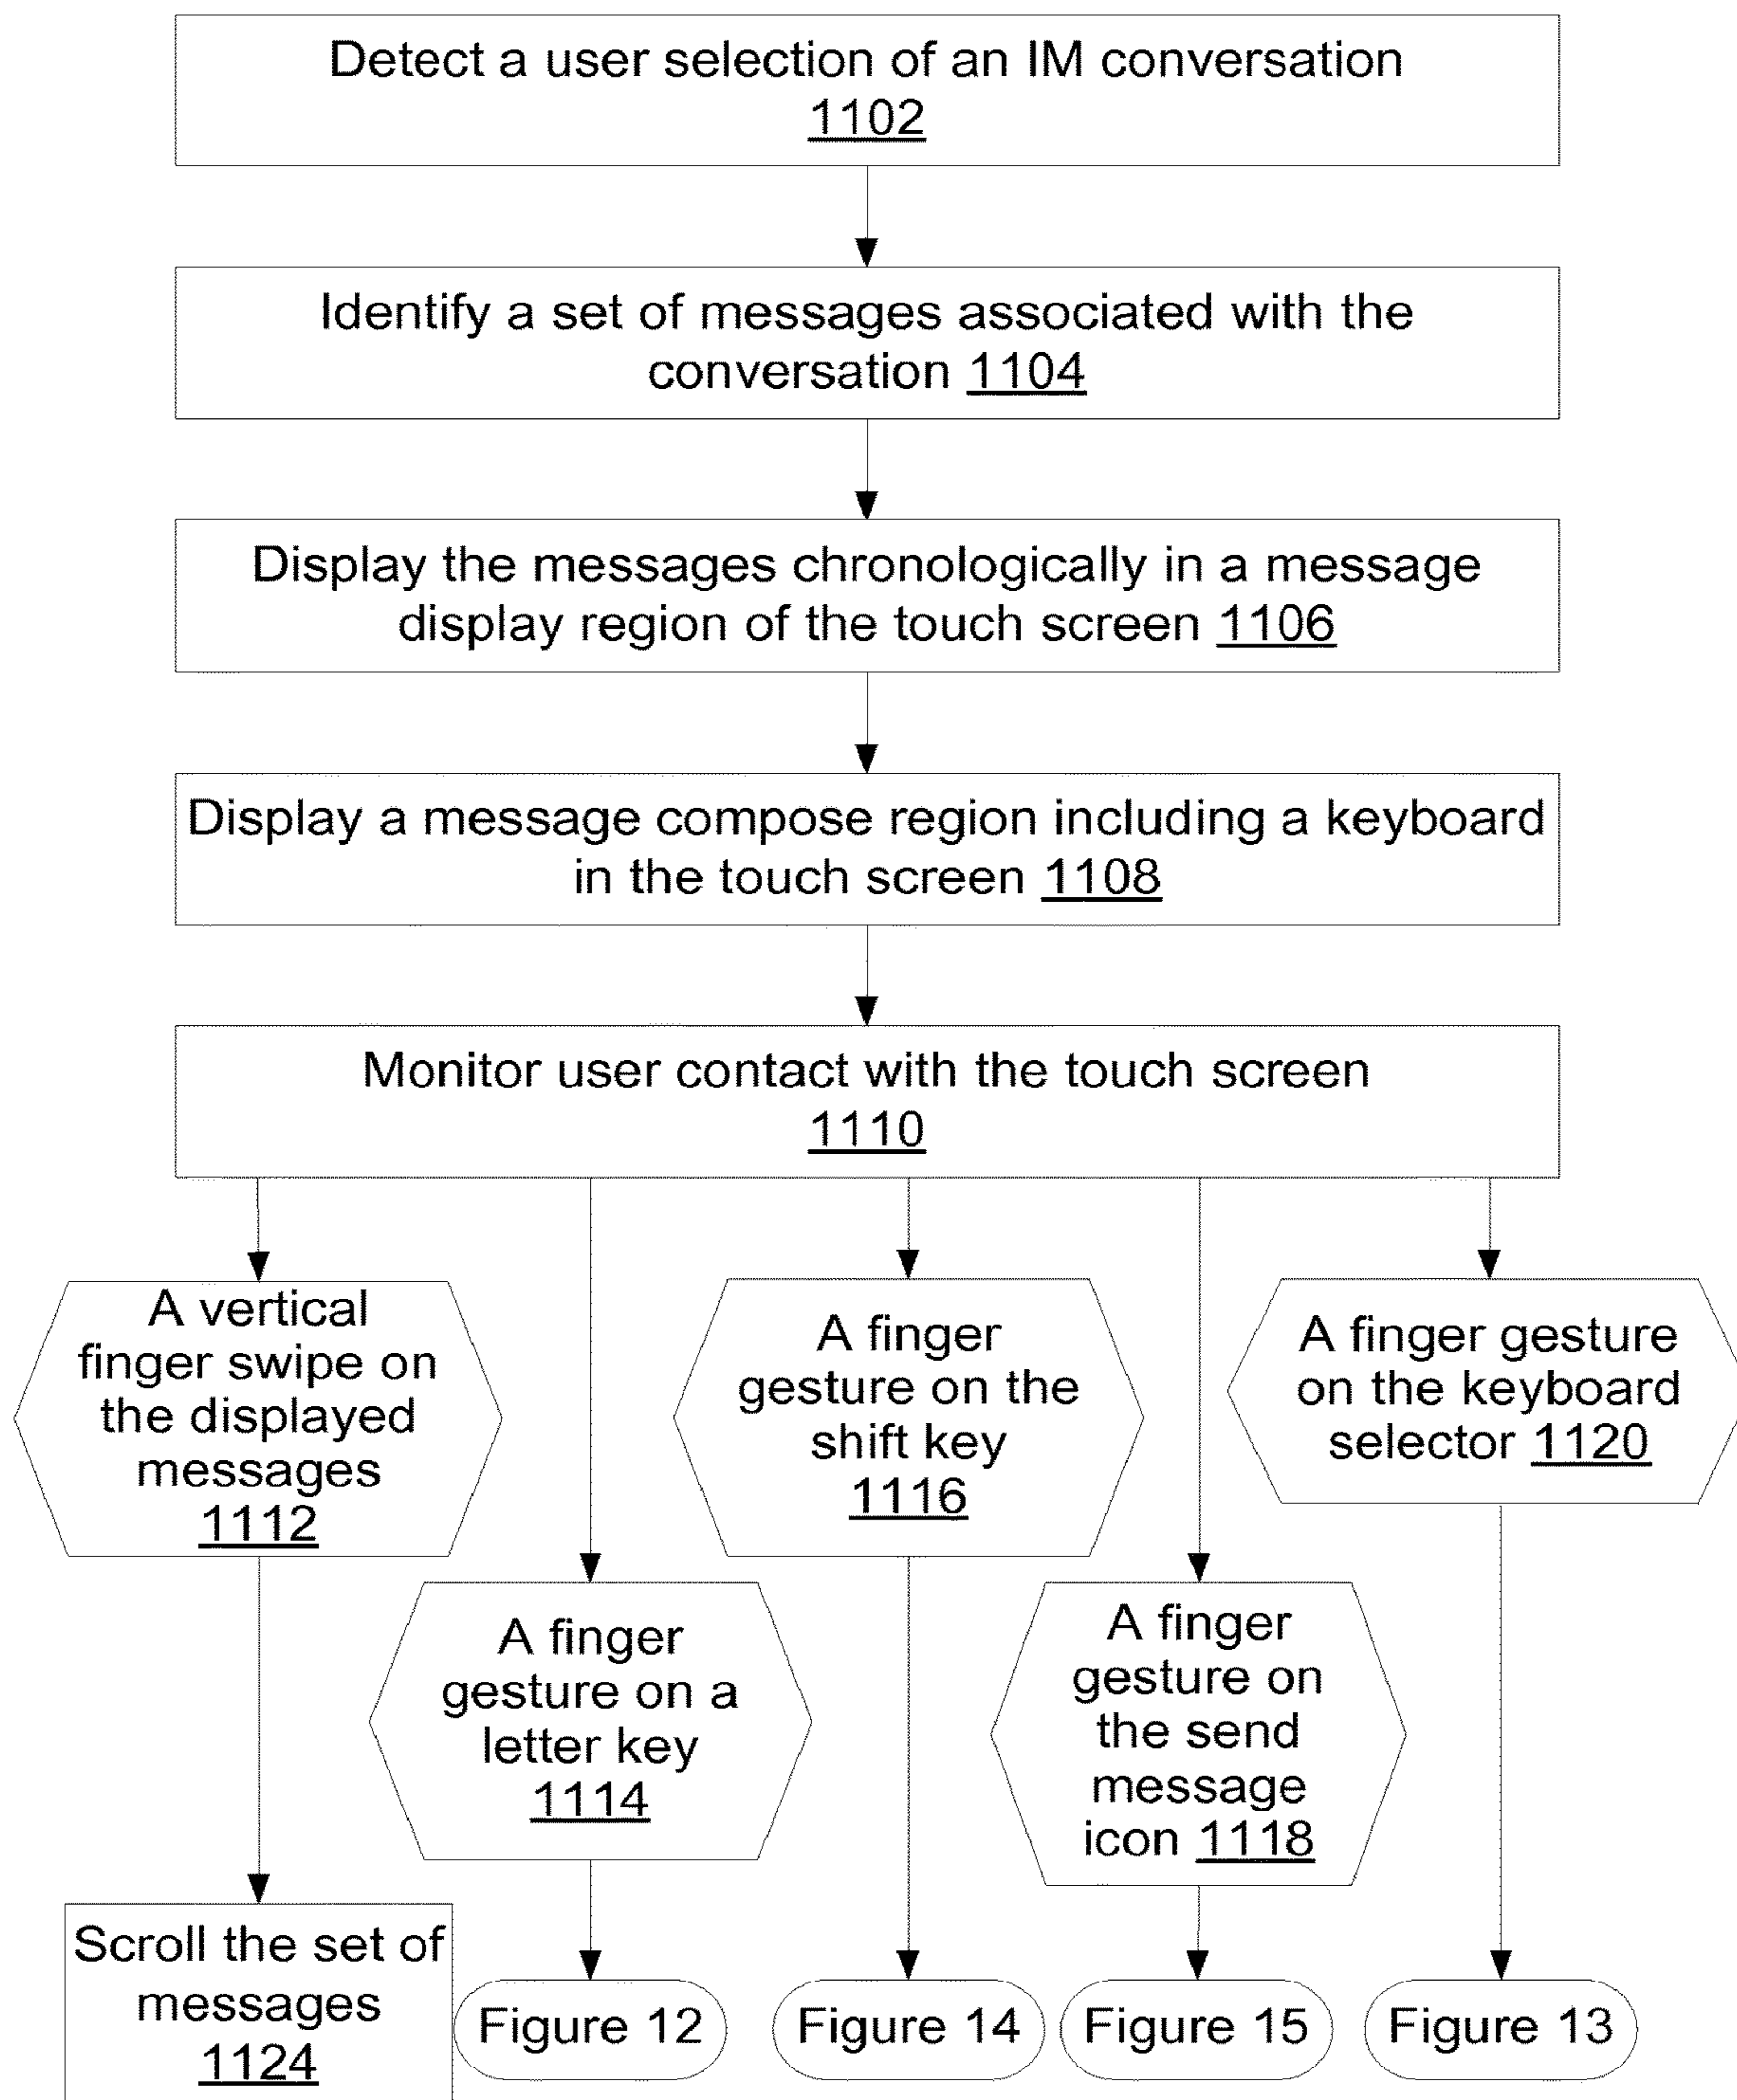 Detect a user selection of an IM conversation
1102
Identify a set of messages associated with the
conversation 1104
Display the messages chronologically in a message
display region of the touch screen 1106
Display a message compose region including a keyboard
in the touch screen 1108
Monitor user contact with the touch screen
1110
A vertical
finger swipe on
the displayed
messages
1112
A finger
gesture on a
letter key
1114
A finger
gesture on the
shift key
1116
A finger
gesture on
the send
message
icon 1118
A finger gesture
on the keyboard
selector 1120
Scroll the set of
messages
1124
Figure 12
Figure 14
Figure 15
Figure 13